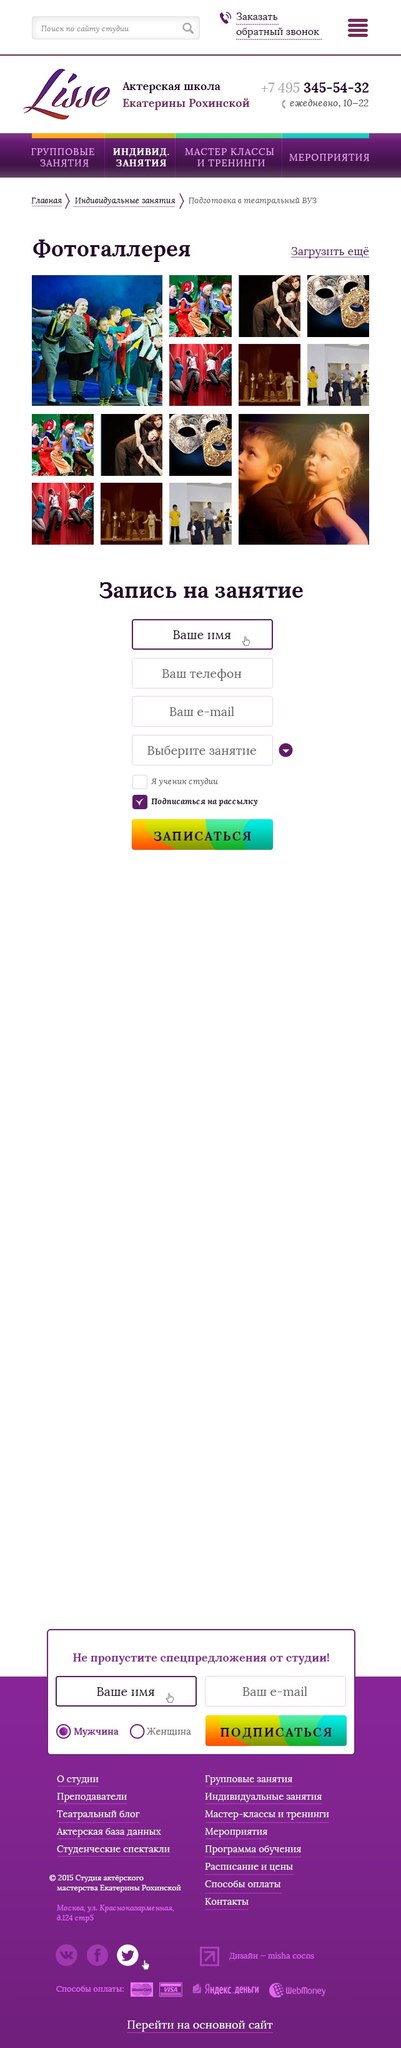 Поиск по сайту студии
Заказать
обратный звонок
Lisse
Актерская школа
Екатерины Рохинской
+7 495 345-54-32
ежедневно, 10—22
ГРУППОВЫЕ
ЗАНЯТИЯ
ИНДИВИД.
ЗАНЯТИЯ
МАСТЕР КЛАССЫ
И ТРЕНИНГИ
МЕРОПРИЯТИЯ
Главная
Индивидуальные занятия
Подготовка в театральный ВУЗ
Фотогаллерея
Загрузить ещё
Запись на занятие
Ваше имя
Ваш телефон
Ваш e-mail
Выберите занятие
Я ученик студии
Подписаться на рассылку
ЗАПИСАТЬСЯ
Не пропустите спецпредложения от студии!
Ваше имя
Ваш e-mail
Мужчина
Женщина
ПОДПИСАТЬСЯ
О студии
Преподаватели
Театральный блог
Актерская база данных
Студенческие спектакли
Групповые занятия
Индивидуальные занятия
Мастер-классы и тренинги
Мероприятия
Программа обучения
Расписание и цены
Способы оплаты
Контакты
© 2015 Студия актёрского
мастерства Екатерины Рохинской
Москва, ул. Красноказарменная,
д.124 стр5
Дизайн — misha cocos
Способы оплаты:
MasterCard
VISA
Яндекс.деньги
WebMoney
Перейти на основной сайт